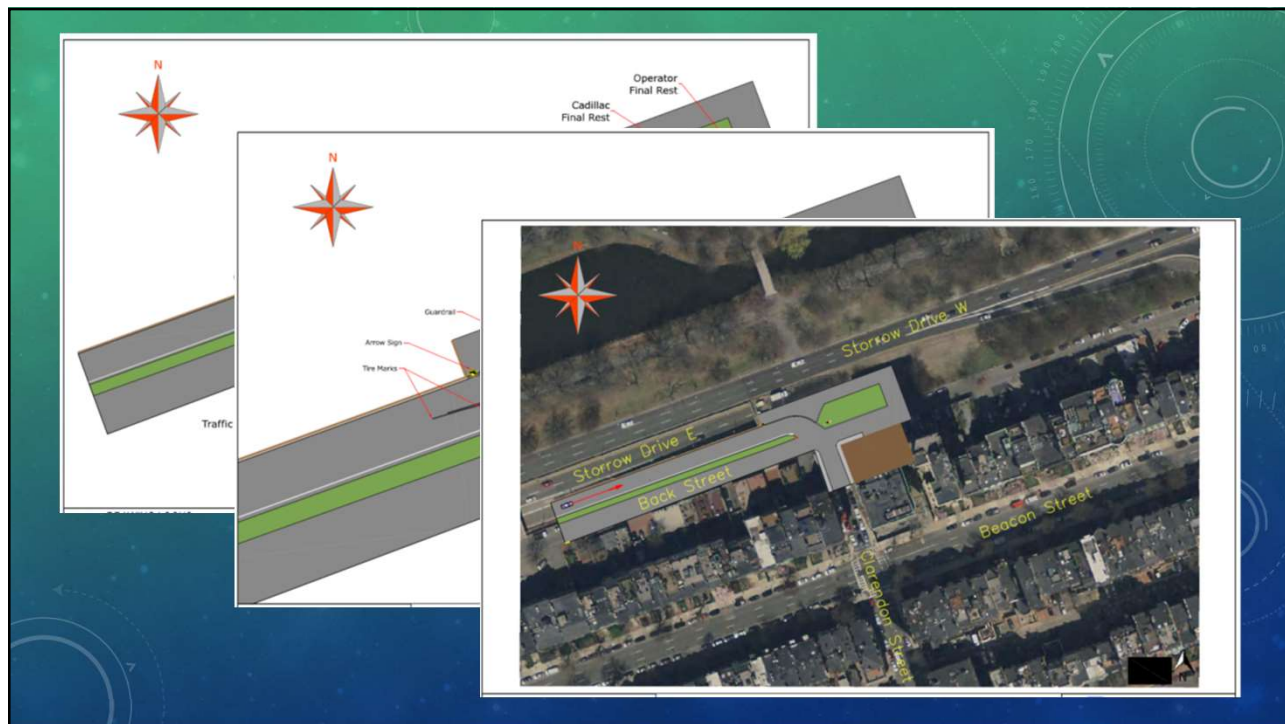 N
Operator
Final Rest
Cadillac
Final Rest
Traffic
N
Guardrail
Arrow Sign
Tire Marks
N
Storrow Drive W
Storrow Drive E
Back Street
Beacon Street
Clarendon Street